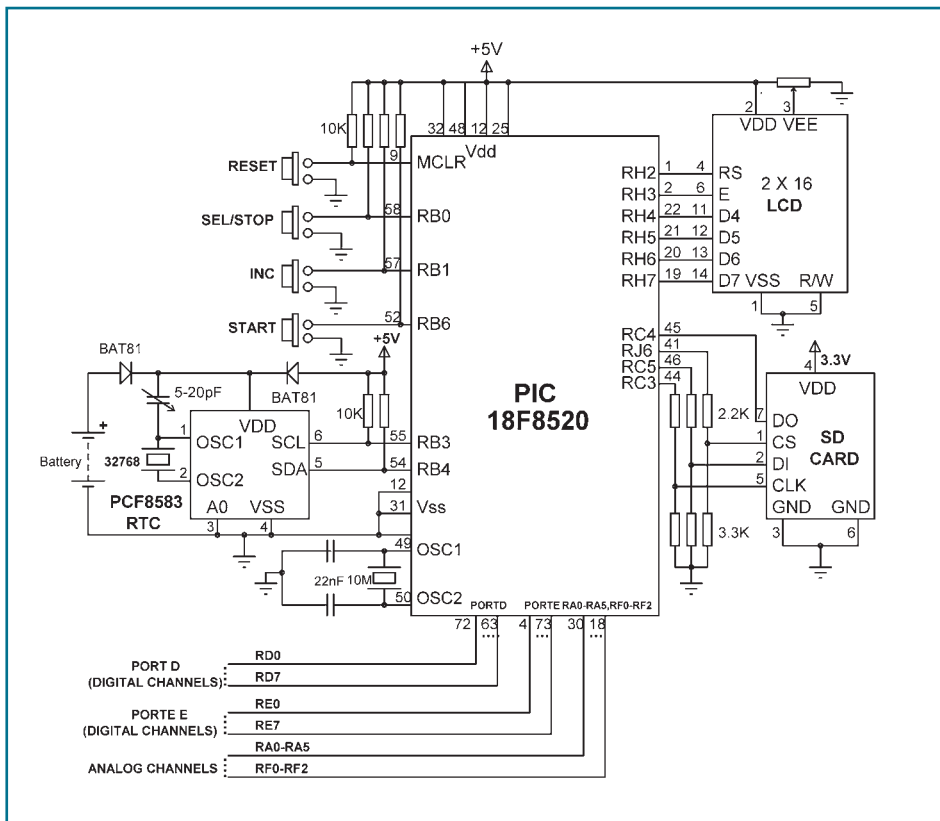 +5V
10K
32 48 12 25
Vdd
2 3
VDD VEE
RESET
9 MCLR
SEL/STOP
58 RB0
INC
57 RB1
START
52 RB6
+5V
RH2 1 4 RS
RH3 2 6 E
RH4 22 11 D4
RH5 21 12 D5
RH6 20 13 D6
RH7 19 14 D7
2 X 16
LCD
VSS R/W
1 5
RC4 45
RJ6 41
RC5 46
RC3 44
3.3V
4
VDD
2.2K
7 DO
1 CS
2 DI
5 CLK
SD
CARD
GND GND
3 6
3.3K
PIC
18F8520
BAT81
5-20pF
BAT81
10K
VDD
1 OSC1
SCL 6
55 RB3
+
Battery
32768
SDA 5
54 RB4
2 OSC2
PCF8583
RTC
A0 VSS
3 4
12
31 Vss
49 OSC1
22nF 10M
50 OSC2
PORTD PORTE RA0-RA5,RF0-RF2
72 63 4 73 30 18
.... ... ...
PORT D
(DIGITAL CHANNELS)
RD0
RD7
PORTE E
(DIGITAL CHANNELS)
RE0
RE7
ANALOG CHANNELS
RA0-RA5
RF0-RF2